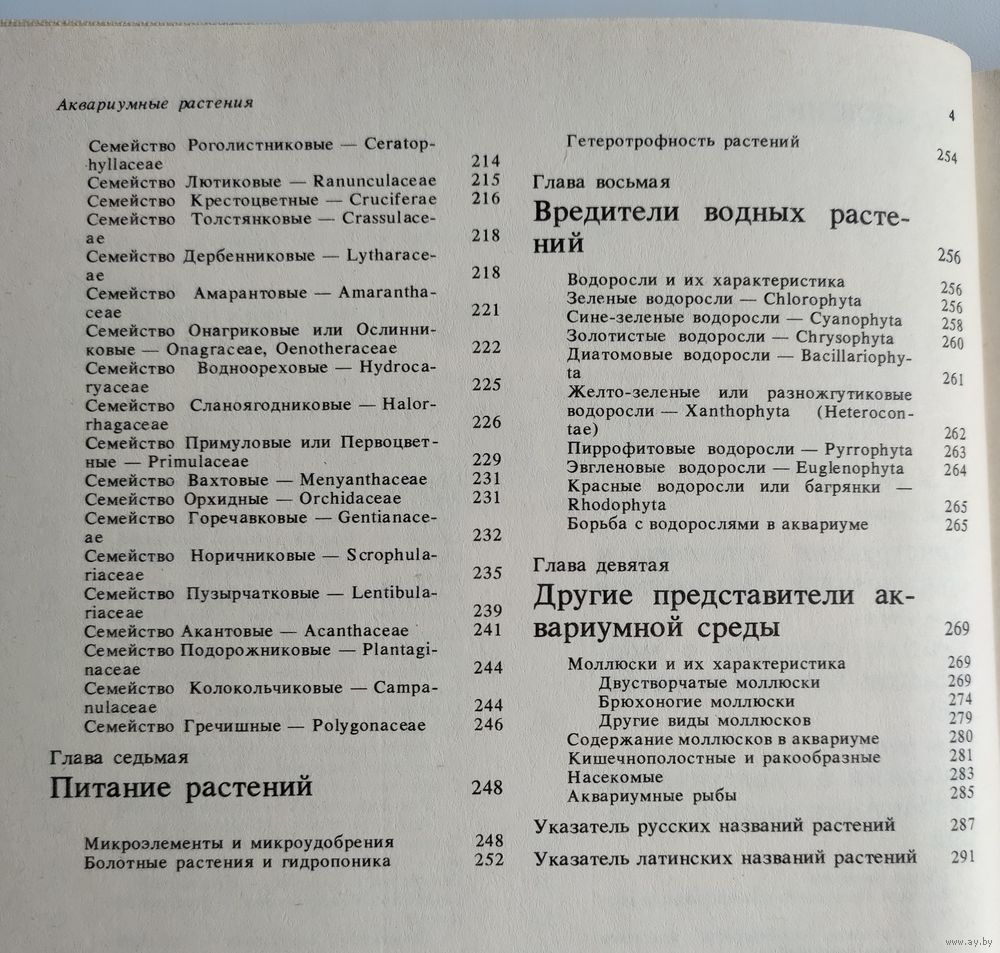 Аквариумные растения
4
Семейство Роголистниковые — Ceratop-
hyllaceae 214
Семейство Лютиковые — Ranunculaceae 215
Семейство Крестоцветные — Cruciferae 216
Семейство Толстянковые — Crassulace-
ae 218
Семейство Дербенниковые — Lytharace-
ae 218
Семейство Амарантовые — Amarantha-
ceae 221
Семейство Онагриковые или Ослинни-
ковые — Onagraceae, Oenotheraceae 222
Семейство Водноореховые — Hydroca-
ryaceae 225
Семейство Сланоягодниковые — Halor-
rhagaceae 226
Семейство Примуловые или Первоцвет-
ные — Primulaceae 229
Семейство Вахтовые — Menyanthaceae 231
Семейство Орхидные — Orchidaceae 231
Семейство Горечавковые — Gentianace-
ae 232
Семейство Норичниковые — Scrophula-
riaceae 235
Семейство Пузырчатковые — Lentibula-
riaceae 239
Семейство Акантовые — Acanthaceae 241
Семейство Подорожниковые — Plantagi-
naceae 244
Семейство Колокольчиковые — Campa-
nulaceae 244
Семейство Гречишные — Polygonaceae 246
Глава седьмая
Питание растений 248
Микроэлементы и микроудобрения 248
Болотные растения и гидропоника 252
Гетеротрофность растений 254
Глава восьмая
Вредители водных расте-
ний 256
Водоросли и их характеристика 256
Зеленые водоросли — Chlorophyta 256
Сине-зеленые водоросли — Cyanophyta 258
Золотистые водоросли — Chrysophyta 260
Диатомовые водоросли — Bacillariophy-
ta 261
Желто-зеленые или разножгутиковые
водоросли — Xanthophyta (Heterocon-
tae) 262
Пиррофитовые водоросли — Pyrrophyta 263
Эвгленовые водоросли — Euglenophyta 264
Красные водоросли или багрянки —
Rhodophyta 265
Борьба с водорослями в аквариуме 265
Глава девятая
Другие представители ак-
вариумной среды 269
Моллюски и их характеристика 269
Двустворчатые моллюски 269
Брюхоногие моллюски 274
Другие виды моллюсков 279
Содержание моллюсков в аквариуме 280
Кишечнополостные и ракообразные 281
Насекомые 283
Аквариумные рыбы 285
Указатель русских названий растений 287
Указатель латинских названий растений 291
www.ay.by